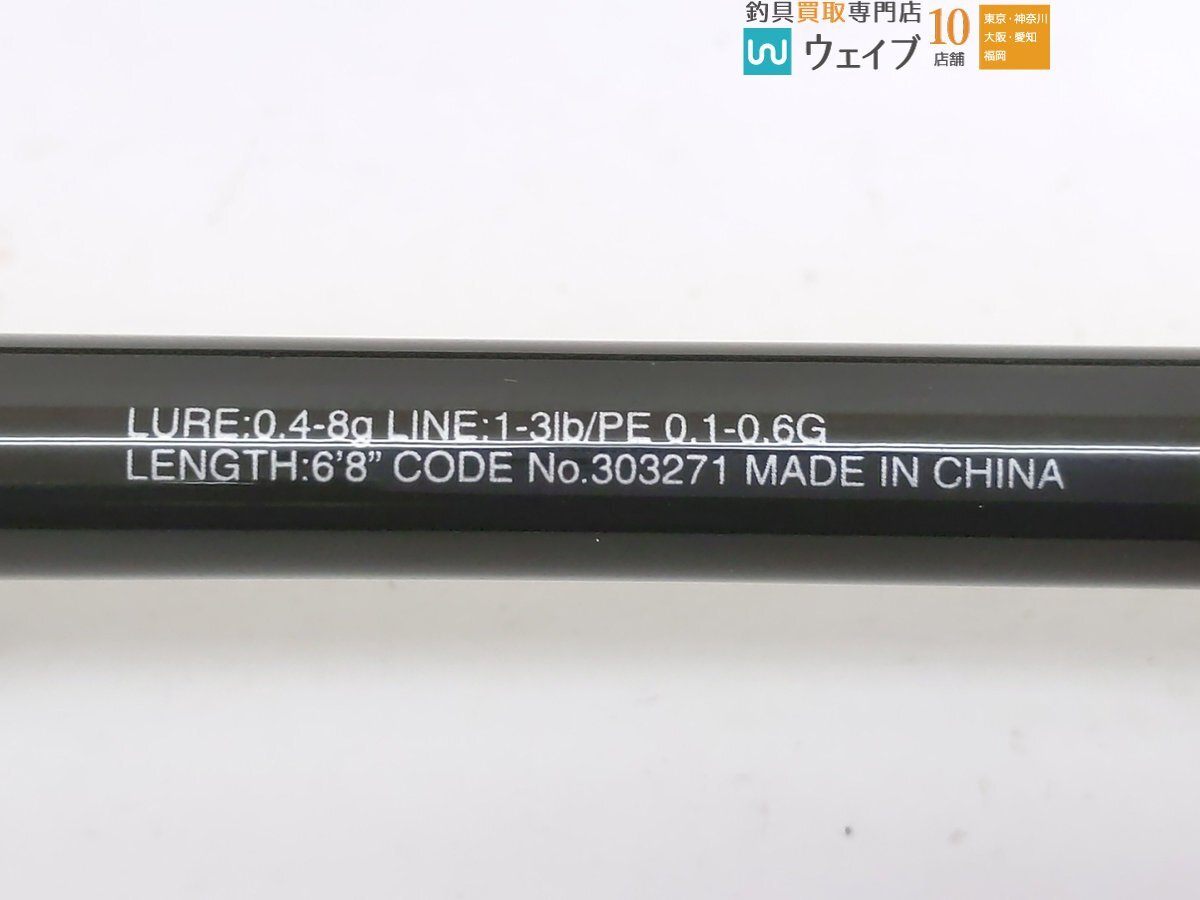 釣具買取専門店
ウェイブ
10
店舗
東京・神奈川
大阪・愛知
福岡
LURE:0.4-8g LINE:1-3lb/PE 0.1-0.6G
LENGTH:6’8” CODE No.303271 MADE IN CHINA